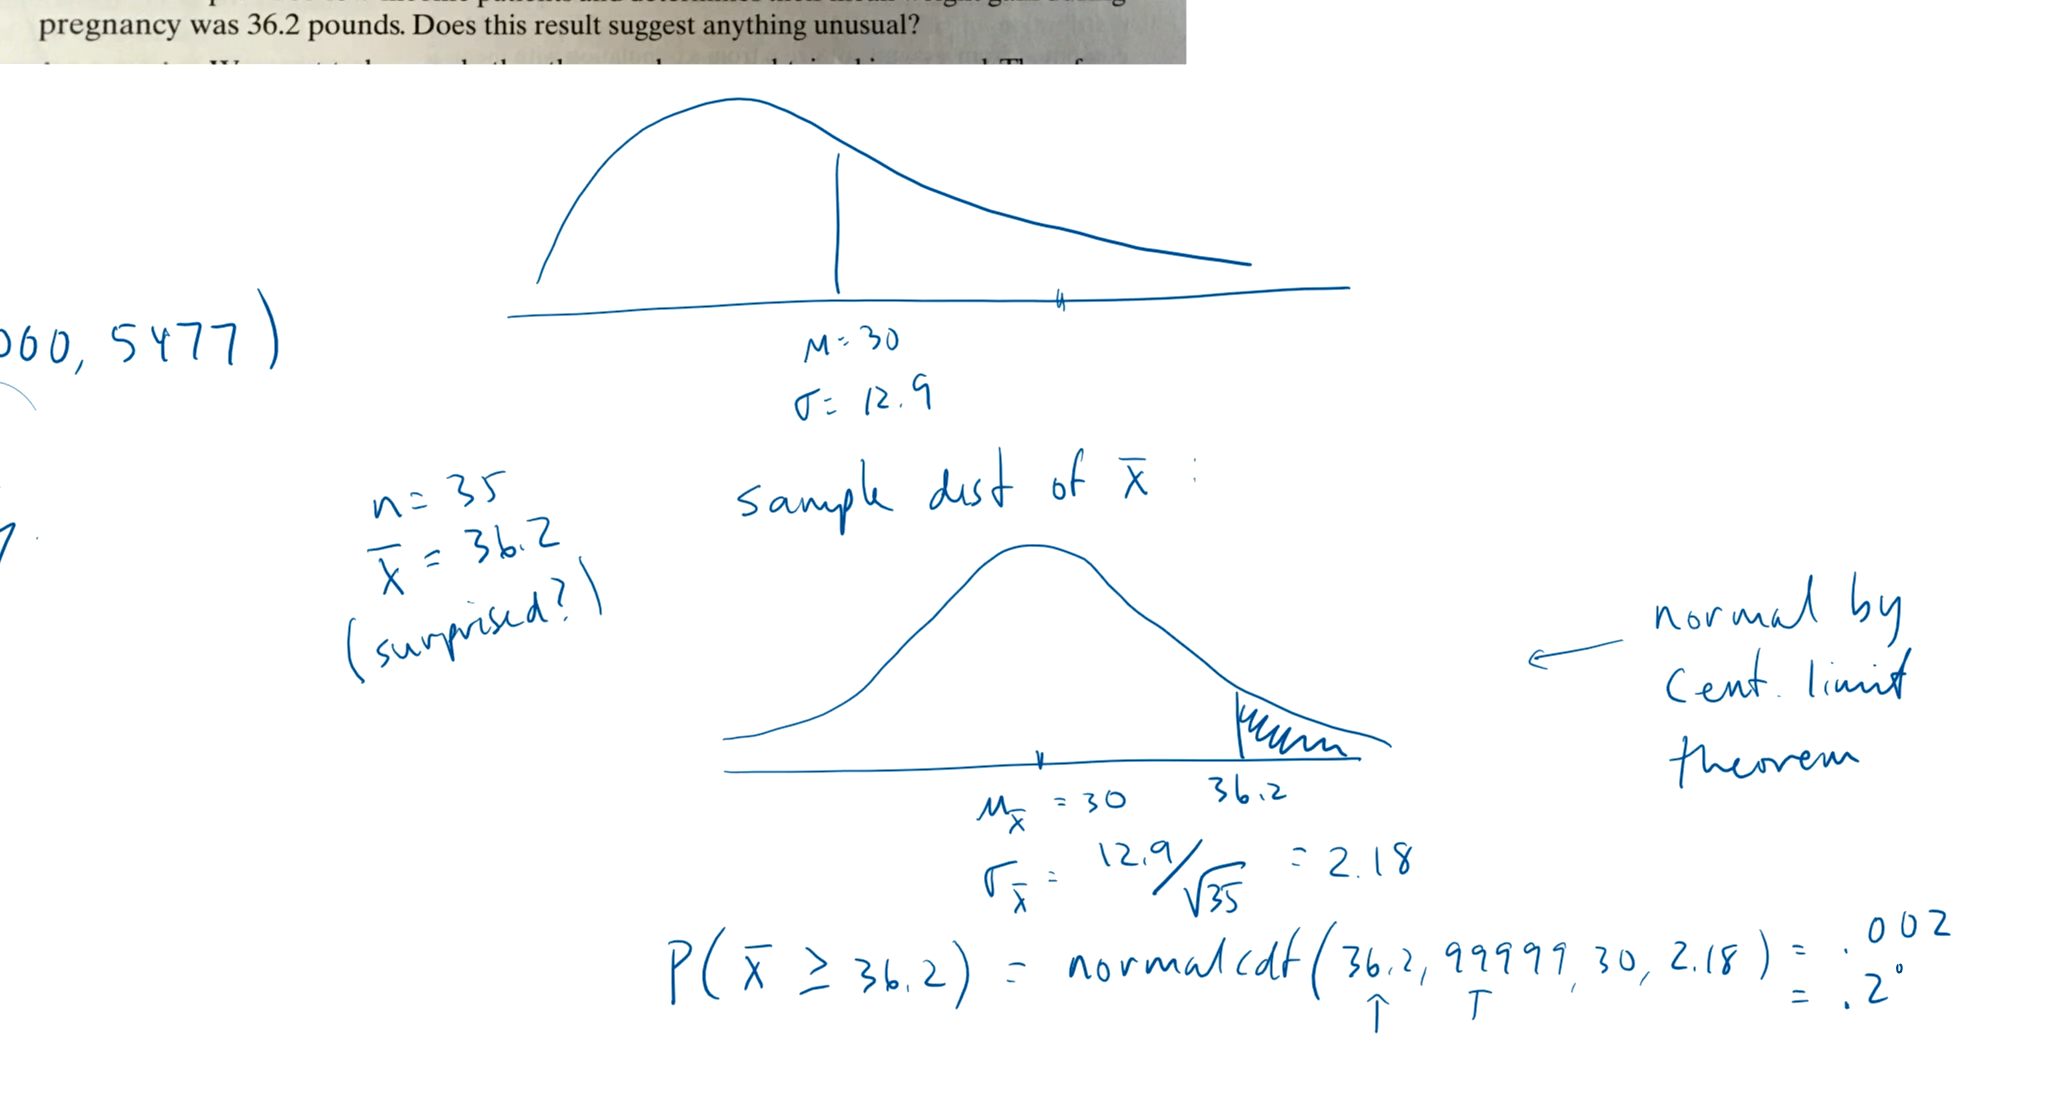 pregnancy was 36.2 pounds. Does this result suggest anything unusual?
060, 5477)
μ = 30
σ = 12.9
n = 35
x̄ = 36.2
(surprised?)
sample dist of x̄ :
normal by
cent. limit
theorem
36.2
μx̄ = 30
σx̄ = 12.9/√35 = 2.18
P(x̄ ≥ 36.2) = normalcdf(36.2, 99999, 30, 2.18) = .002
= .2